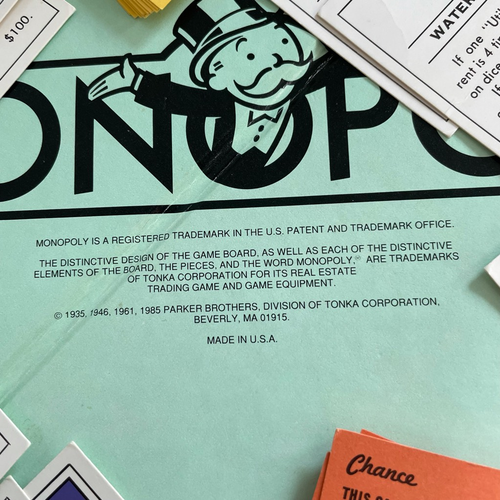 $100.
WATER
If one "U
rent is 4 tim
on dice
ONOPO
MONOPOLY IS A REGISTERED TRADEMARK IN THE U.S. PATENT AND TRADEMARK OFFICE.
THE DISTINCTIVE DESIGN OF THE GAME BOARD, AS WELL AS EACH OF THE DISTINCTIVE
ELEMENTS OF THE BOARD, THE PIECES, AND THE WORD MONOPOLY,® ARE TRADEMARKS
OF TONKA CORPORATION FOR ITS REAL ESTATE
TRADING GAME AND GAME EQUIPMENT.
© 1935, 1946, 1961, 1985 PARKER BROTHERS, DIVISION OF TONKA CORPORATION,
BEVERLY, MA 01915.
MADE IN U.S.A.
Chance
THIS